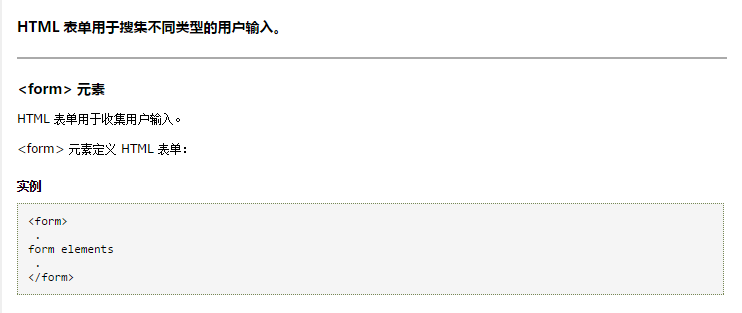 HTML 表单用于搜集不同类型的用户输入。
<form> 元素
HTML 表单用于收集用户输入。
<form> 元素定义 HTML 表单：
实例
<form>
 .
form elements
 .
</form>